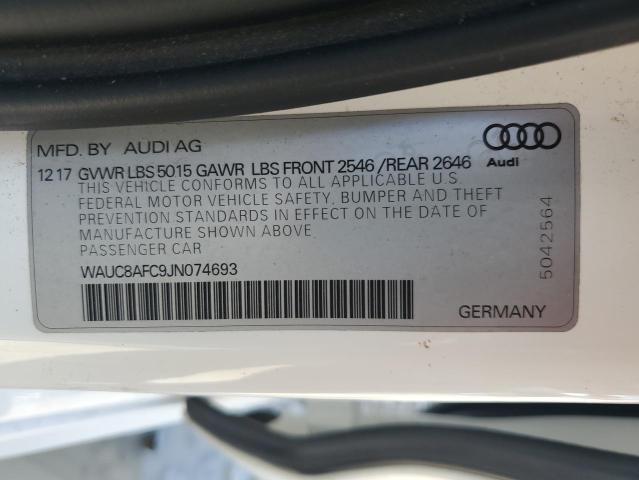 MFD. BY AUDI AG
12 17 GVWR LBS 5015 GAWR LBS FRONT 2546 /REAR 2646
Audi
THIS VEHICLE CONFORMS TO ALL APPLICABLE U.S
FEDERAL MOTOR VEHICLE SAFETY, BUMPER AND THEFT
PREVENTION STANDARDS IN EFFECT ON THE DATE OF
MANUFACTURE SHOWN ABOVE
PASSENGER CAR
WAUC8AFC9JN074693
GERMANY
5042564